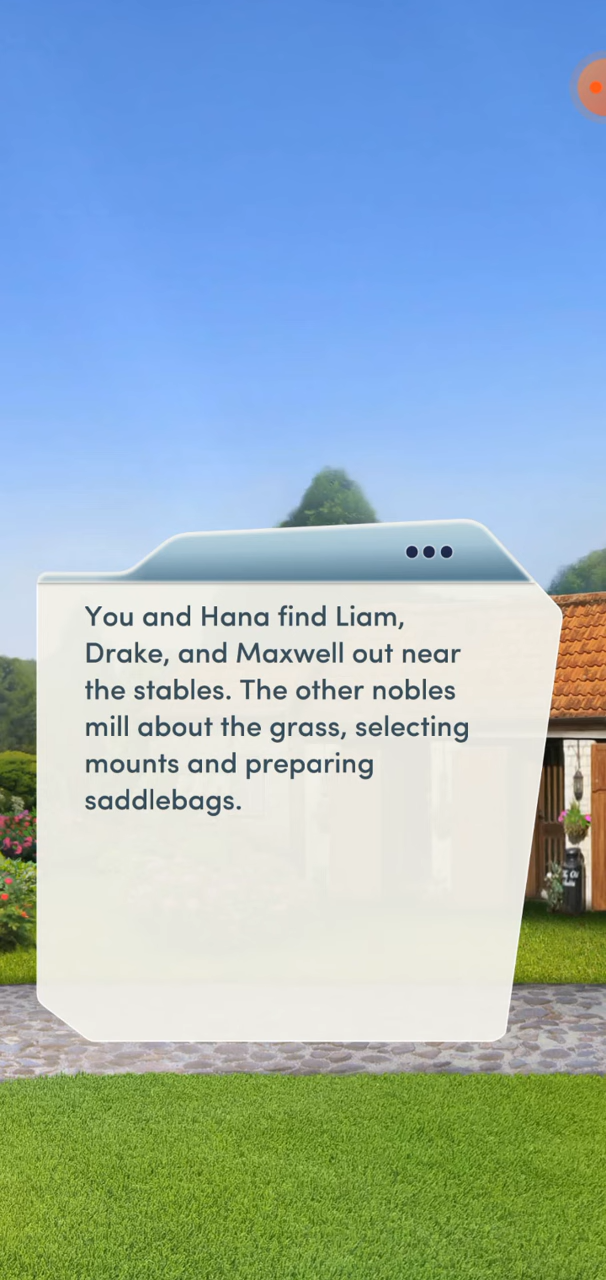 You and Hana find Liam,
Drake, and Maxwell out near
the stables. The other nobles
mill about the grass, selecting
mounts and preparing
saddlebags.